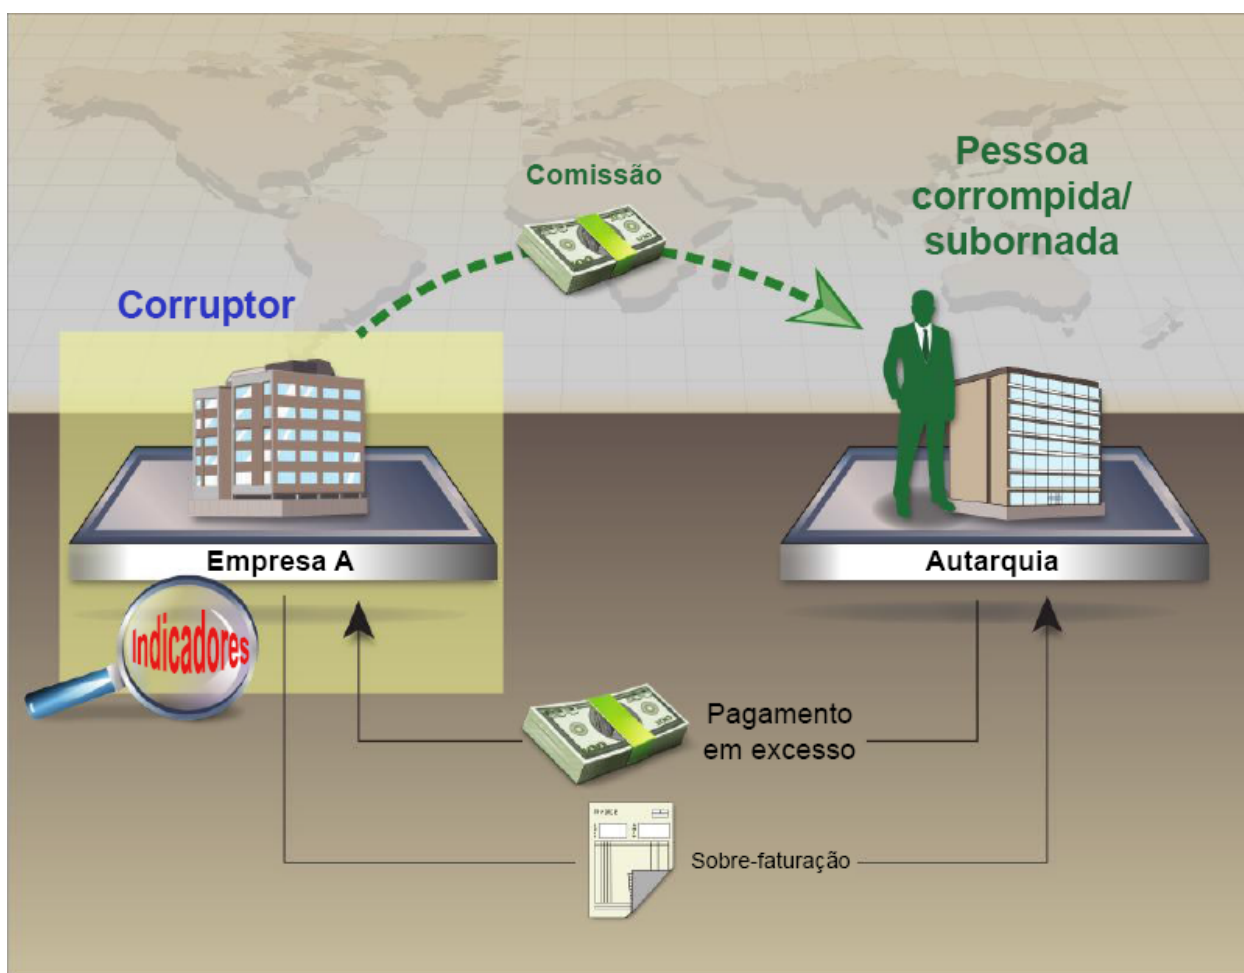 Comissão
Pessoa
corrompida/
subornada
Corruptor
Empresa A
Autarquia
Indicadores
Pagamento
em excesso
Sobre-faturação